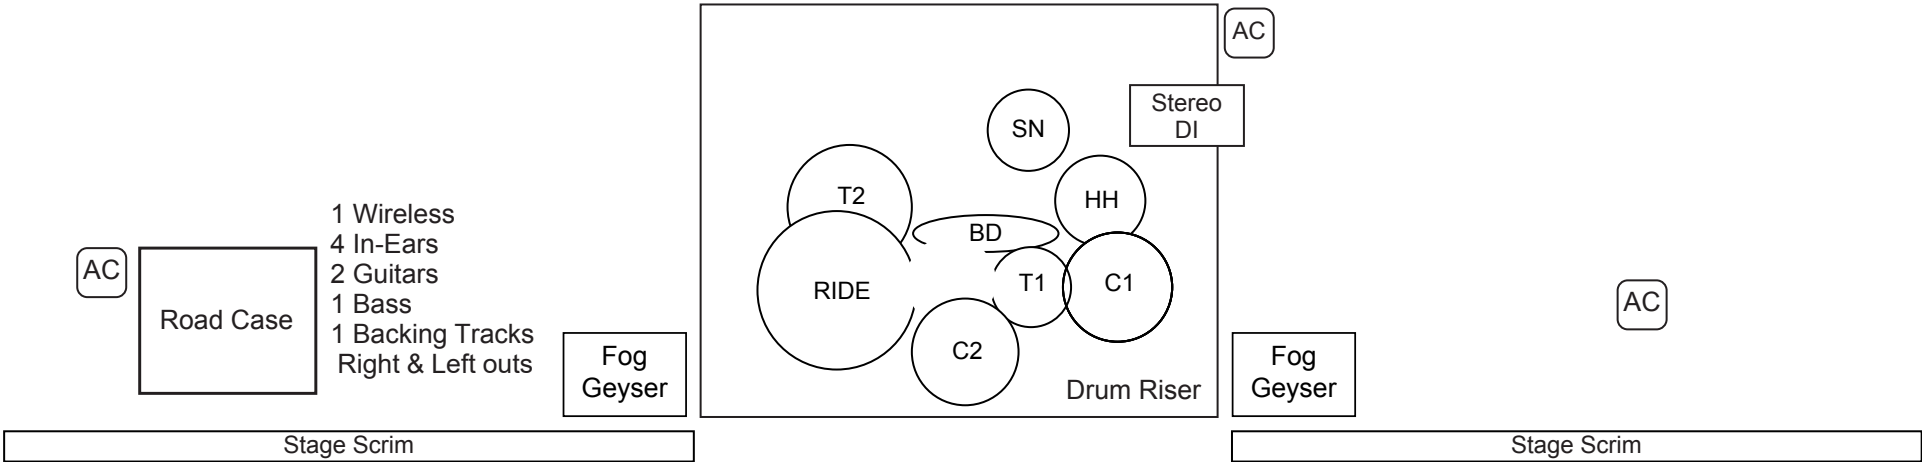 AC
Stereo
DI
SN
T2
HH
BD
1 Wireless
4 In-Ears
2 Guitars
1 Bass
1 Backing Tracks
Right & Left outs
AC
Road Case
RIDE
T1
C1
AC
C2
Fog
Geyser
Drum Riser
Fog
Geyser
Stage Scrim
Stage Scrim